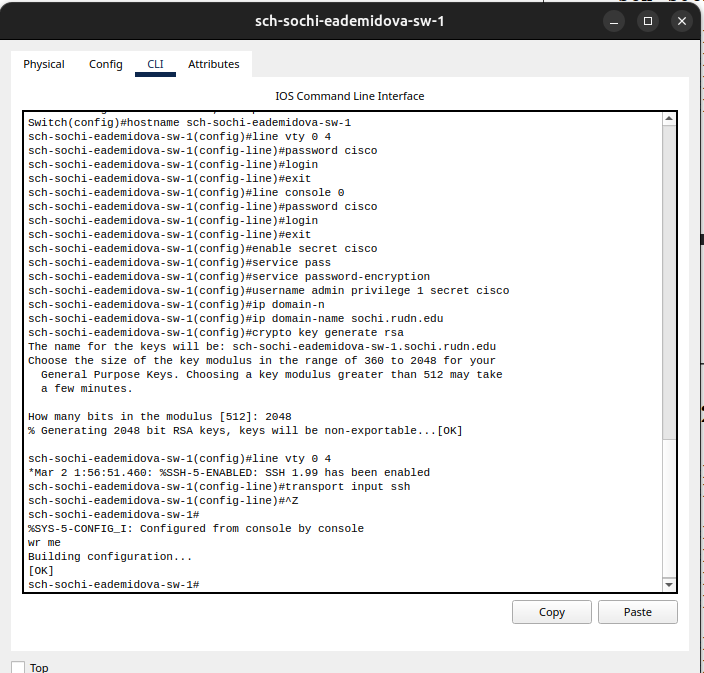 sch-sochi-eademidova-sw-1
Physical Config CLI Attributes
IOS Command Line Interface
Switch(config)#hostname sch-sochi-eademidova-sw-1
sch-sochi-eademidova-sw-1(config)#line vty 0 4
sch-sochi-eademidova-sw-1(config-line)#password cisco
sch-sochi-eademidova-sw-1(config-line)#login
sch-sochi-eademidova-sw-1(config-line)#exit
sch-sochi-eademidova-sw-1(config)#line console 0
sch-sochi-eademidova-sw-1(config-line)#password cisco
sch-sochi-eademidova-sw-1(config-line)#login
sch-sochi-eademidova-sw-1(config-line)#exit
sch-sochi-eademidova-sw-1(config)#enable secret cisco
sch-sochi-eademidova-sw-1(config)#service pass
sch-sochi-eademidova-sw-1(config)#service password-encryption
sch-sochi-eademidova-sw-1(config)#username admin privilege 1 secret cisco
sch-sochi-eademidova-sw-1(config)#ip domain-n
sch-sochi-eademidova-sw-1(config)#ip domain-name sochi.rudn.edu
sch-sochi-eademidova-sw-1(config)#crypto key generate rsa
The name for the keys will be: sch-sochi-eademidova-sw-1.sochi.rudn.edu
Choose the size of the key modulus in the range of 360 to 2048 for your
General Purpose Keys. Choosing a key modulus greater than 512 may take
a few minutes.
How many bits in the modulus [512]: 2048
% Generating 2048 bit RSA keys, keys will be non-exportable...[OK]
sch-sochi-eademidova-sw-1(config)#line vty 0 4
*Mar 2 1:56:51.460: %SSH-5-ENABLED: SSH 1.99 has been enabled
sch-sochi-eademidova-sw-1(config-line)#transport input ssh
sch-sochi-eademidova-sw-1(config-line)#^Z
sch-sochi-eademidova-sw-1#
%SYS-5-CONFIG_I: Configured from console by console
wr me
Building configuration...
[OK]
sch-sochi-eademidova-sw-1#
Copy Paste
Top